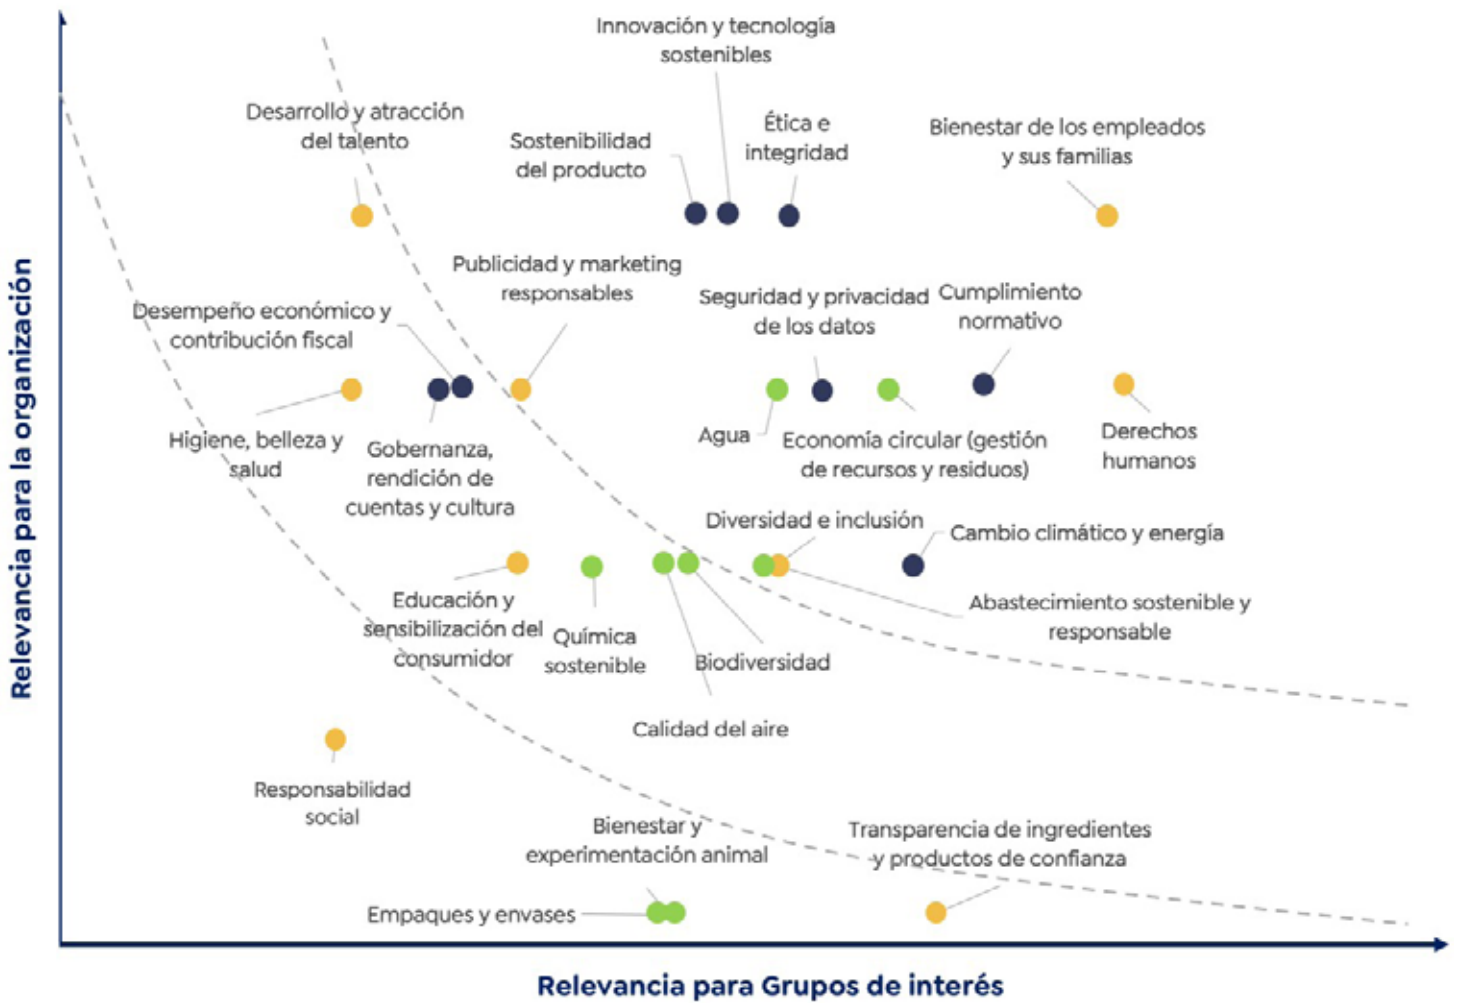 Innovación y tecnología
sostenibles
Desarrollo y atracción
del talento
Sostenibilidad
del producto
Ética e
integridad
Bienestar de los empleados
y sus familias
Publicidad y marketing
responsables
Desempeño económico y
contribución fiscal
Seguridad y privacidad
de los datos
Cumplimiento
normativo
Higiene, belleza y
salud
Gobernanza,
rendición de
cuentas y cultura
Agua
Economía circular (gestión
de recursos y residuos)
Derechos
humanos
Diversidad e inclusión
Cambio climático y energía
Educación y
sensibilización del
consumidor
Química
sostenible
Biodiversidad
Abastecimiento sostenible y
responsable
Calidad del aire
Responsabilidad
social
Bienestar y
experimentación animal
Transparencia de ingredientes
y productos de confianza
Empaques y envases
Relevancia para la organización
Relevancia para Grupos de interés